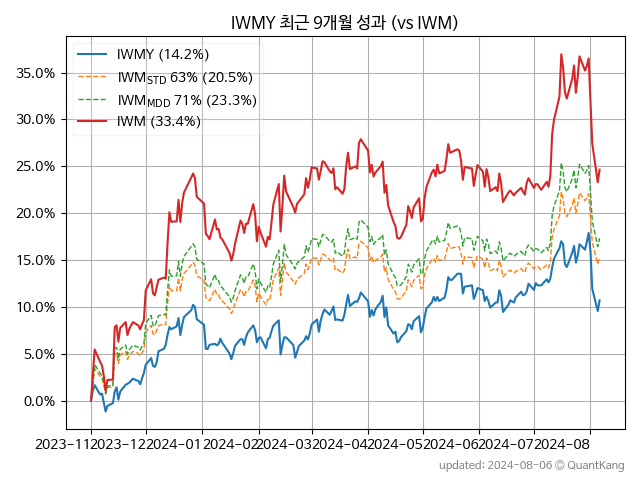 IWMY 최근 9개월 성과 (vs IWM)
IWMY (14.2%)
IWMSTD 63% (20.5%)
IWMMDD 71% (23.3%)
IWM (33.4%)
35.0%
30.0%
25.0%
20.0%
15.0%
10.0%
5.0%
0.0%
2023-11 2023-12 2024-01 2024-02 2024-03 2024-04 2024-05 2024-06 2024-07 2024-08
updated: 2024-08-06 © QuantKang